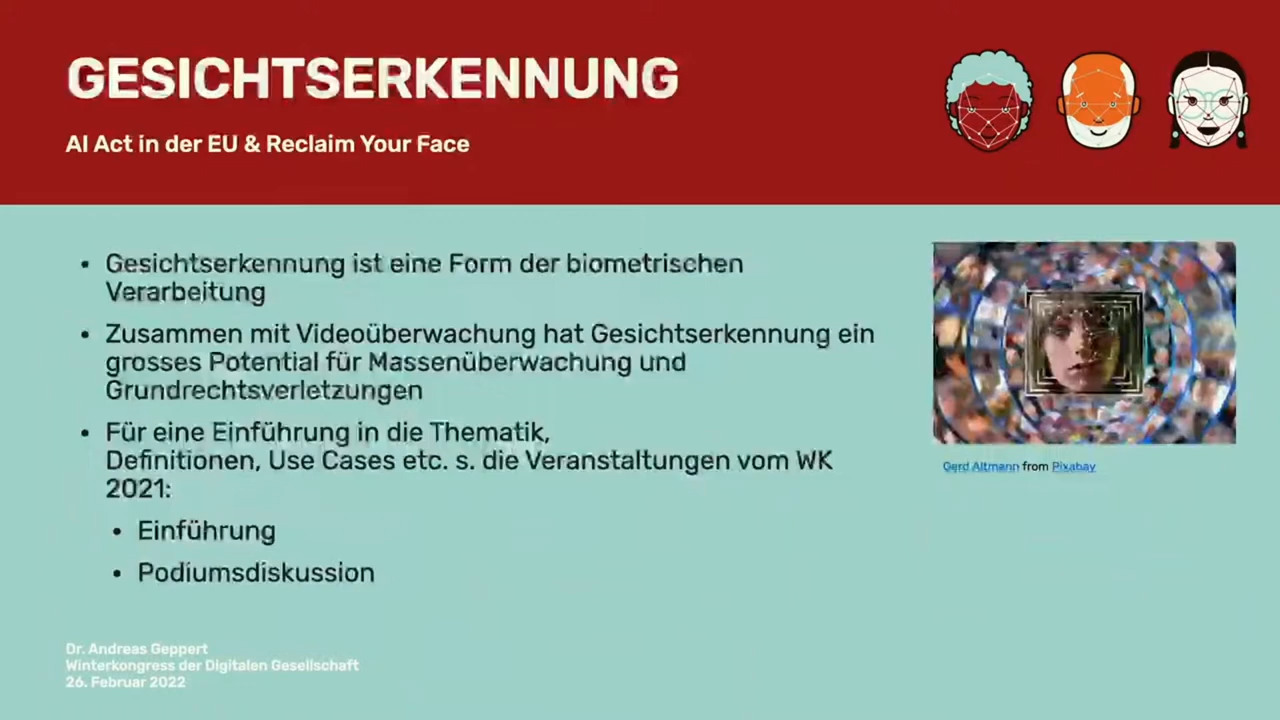 GESICHTSERKENNUNG
AI Act in der EU & Reclaim Your Face
• Gesichtserkennung ist eine Form der biometrischen
Verarbeitung
• Zusammen mit Videoüberwachung hat Gesichtserkennung ein
grosses Potential für Massenüberwachung und
Grundrechtsverletzungen
• Für eine Einführung in die Thematik,
Definitionen, Use Cases etc. s. die Veranstaltungen vom WK
2021:
• Einführung
• Podiumsdiskussion
Gerd Altmann from Pixabay
Dr. Andreas Geppert
Winterkongress der Digitalen Gesellschaft
26. Februar 2022